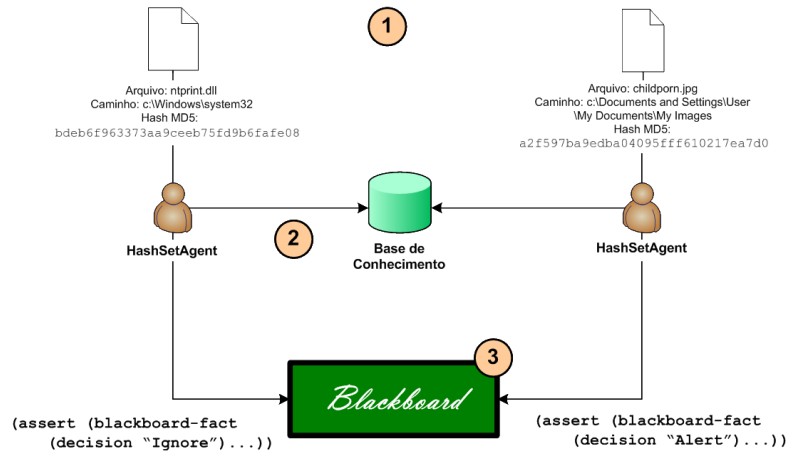 1
Arquivo: ntprint.dll
Caminho: c:\Windows\system32
Hash MD5:
bdeb6f963373aa9ceeb75fd9b6fafe08
Arquivo: childporn.jpg
Caminho: c:\Documents and Settings\User
\My Documents\My Images
Hash MD5:
a2f597ba9edba04095fff610217ea7d0
HashSetAgent
2
Base de
Conhecimento
HashSetAgent
3
Blackboard
(assert (blackboard-fact
(decision “Ignore”)...))
(assert (blackboard-fact
(decision “Alert”)...))